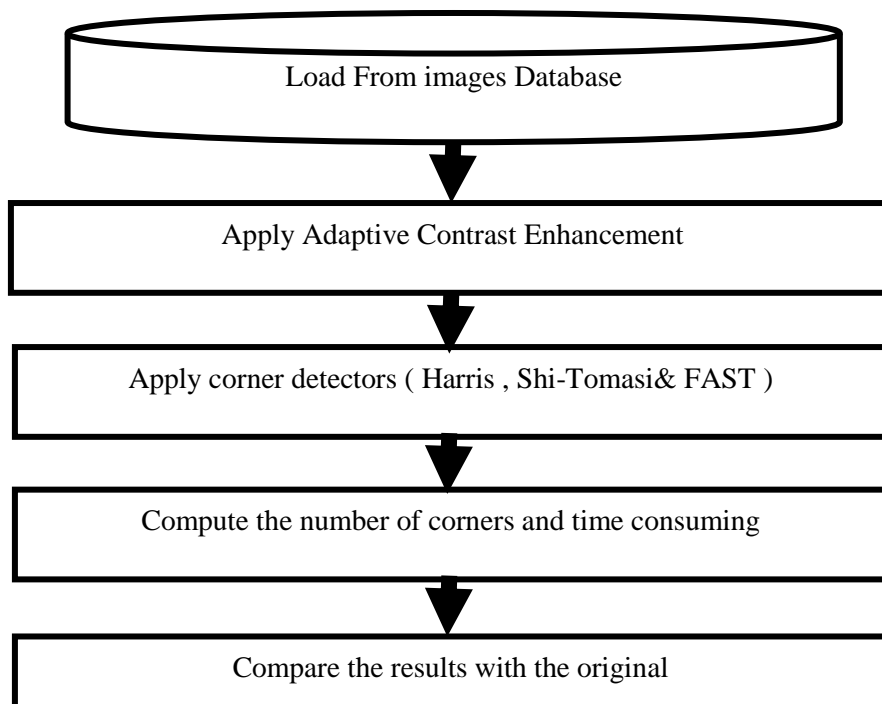 Load From images Database
Apply Adaptive Contrast Enhancement
Apply corner detectors ( Harris , Shi-Tomasi& FAST )
Compute the number of corners and time consuming
Compare the results with the original